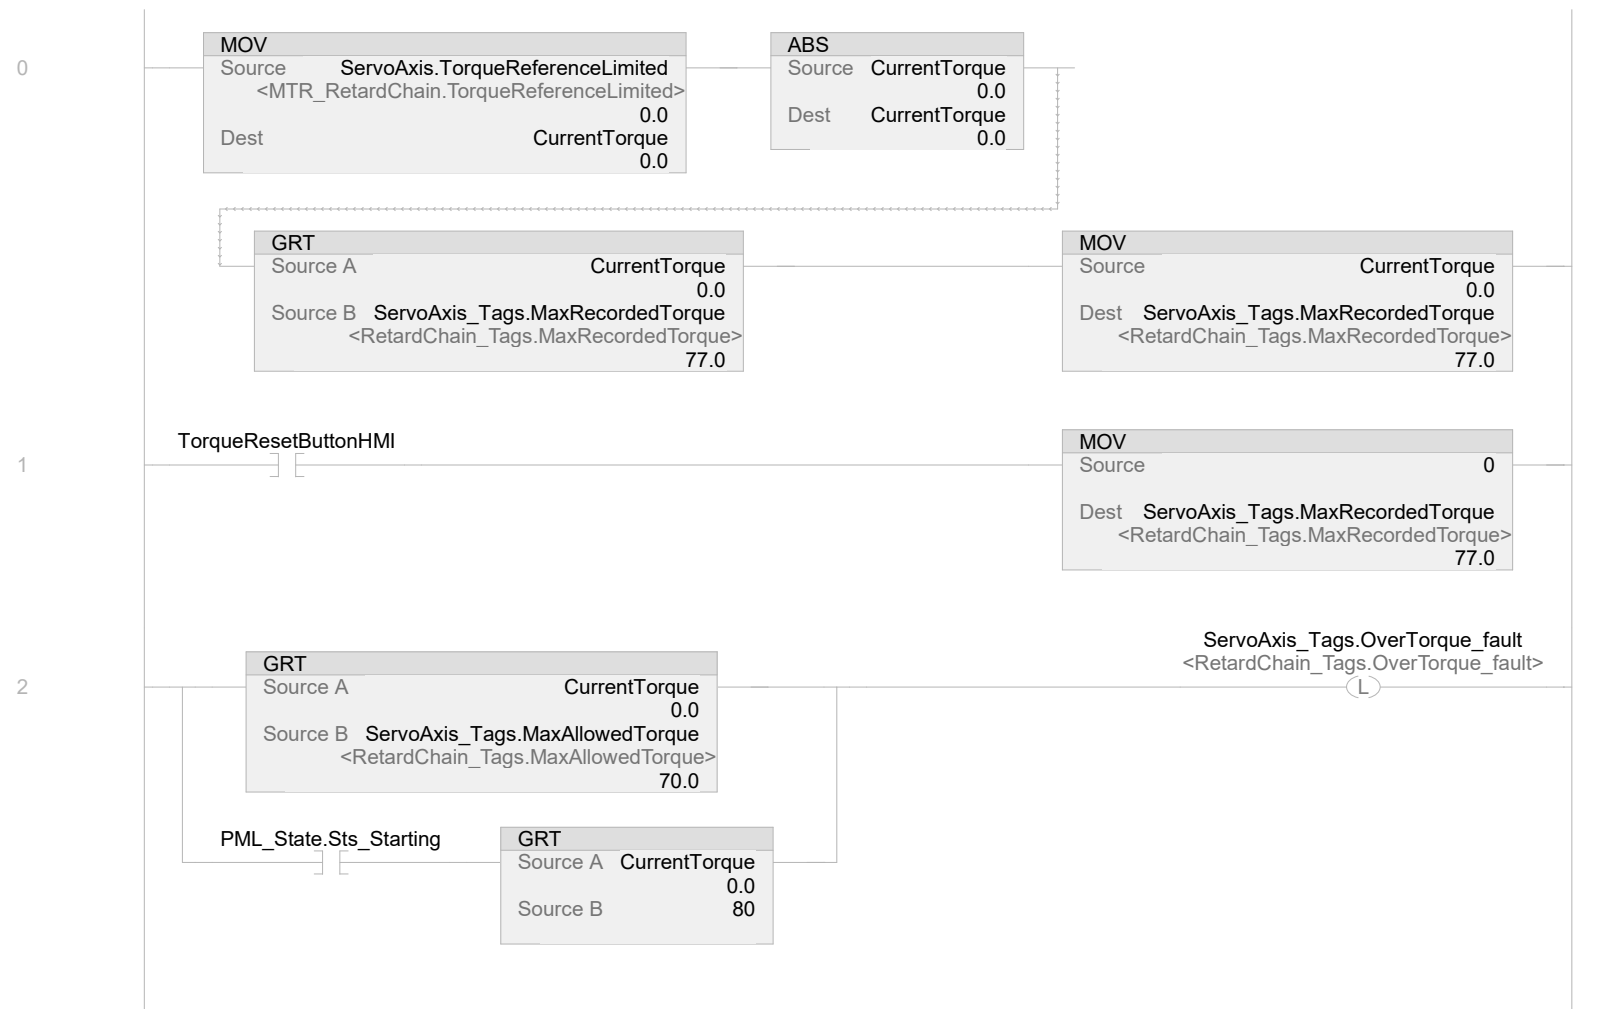 0
MOV
Source ServoAxis.TorqueReferenceLimited
<MTR_RetardChain.TorqueReferenceLimited>
0.0
Dest CurrentTorque
0.0
ABS
Source CurrentTorque
0.0
Dest CurrentTorque
0.0
GRT
Source A CurrentTorque
0.0
Source B ServoAxis_Tags.MaxRecordedTorque
<RetardChain_Tags.MaxRecordedTorque>
77.0
MOV
Source CurrentTorque
0.0
Dest ServoAxis_Tags.MaxRecordedTorque
<RetardChain_Tags.MaxRecordedTorque>
77.0
1
TorqueResetButtonHMI
MOV
Source 0
Dest ServoAxis_Tags.MaxRecordedTorque
<RetardChain_Tags.MaxRecordedTorque>
77.0
2
GRT
Source A CurrentTorque
0.0
Source B ServoAxis_Tags.MaxAllowedTorque
<RetardChain_Tags.MaxAllowedTorque>
70.0
ServoAxis_Tags.OverTorque_fault
<RetardChain_Tags.OverTorque_fault>
L
PML_State.Sts_Starting
GRT
Source A CurrentTorque
0.0
Source B 80